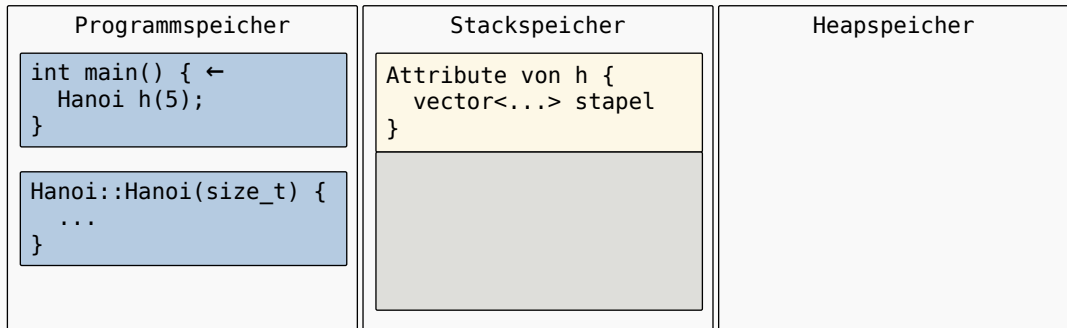 Programmspeicher
int main() { ←
  Hanoi h(5);
}
Hanoi::Hanoi(size_t) {
  ...
}
Stackspeicher
Attribute von h {
  vector<...> stapel
}
Heapspeicher